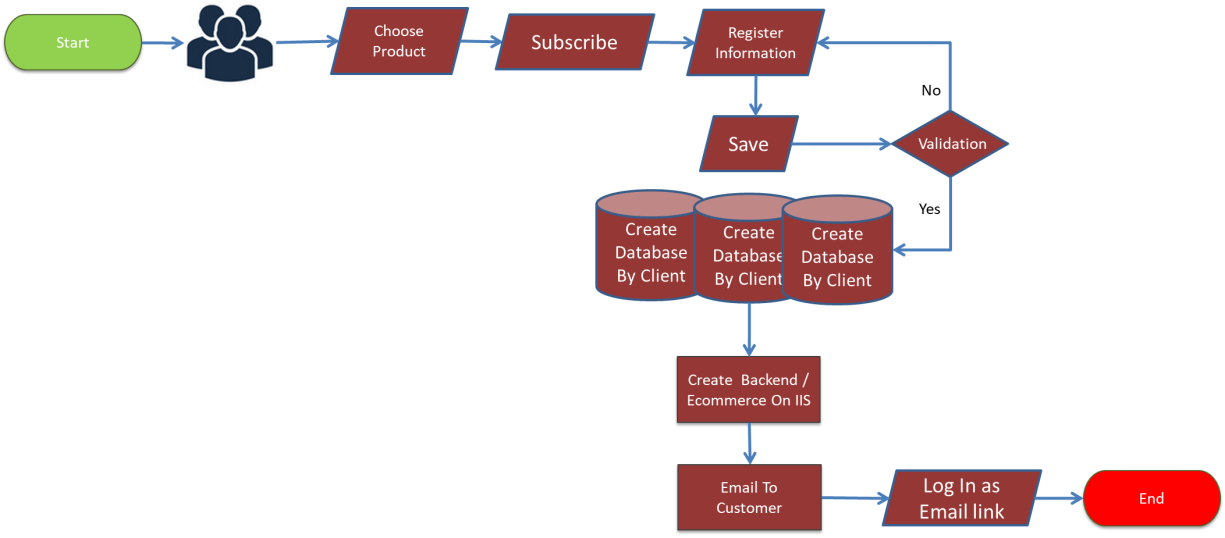 Start
Choose
Product
Subscribe
Register
Information
No
Save
Validation
Yes
Create
Database
By Client
Create
Database
By Client
Create
Database
By Client
Create Backend /
Ecommerce On IIS
Email To
Customer
Log In as
Email link
End